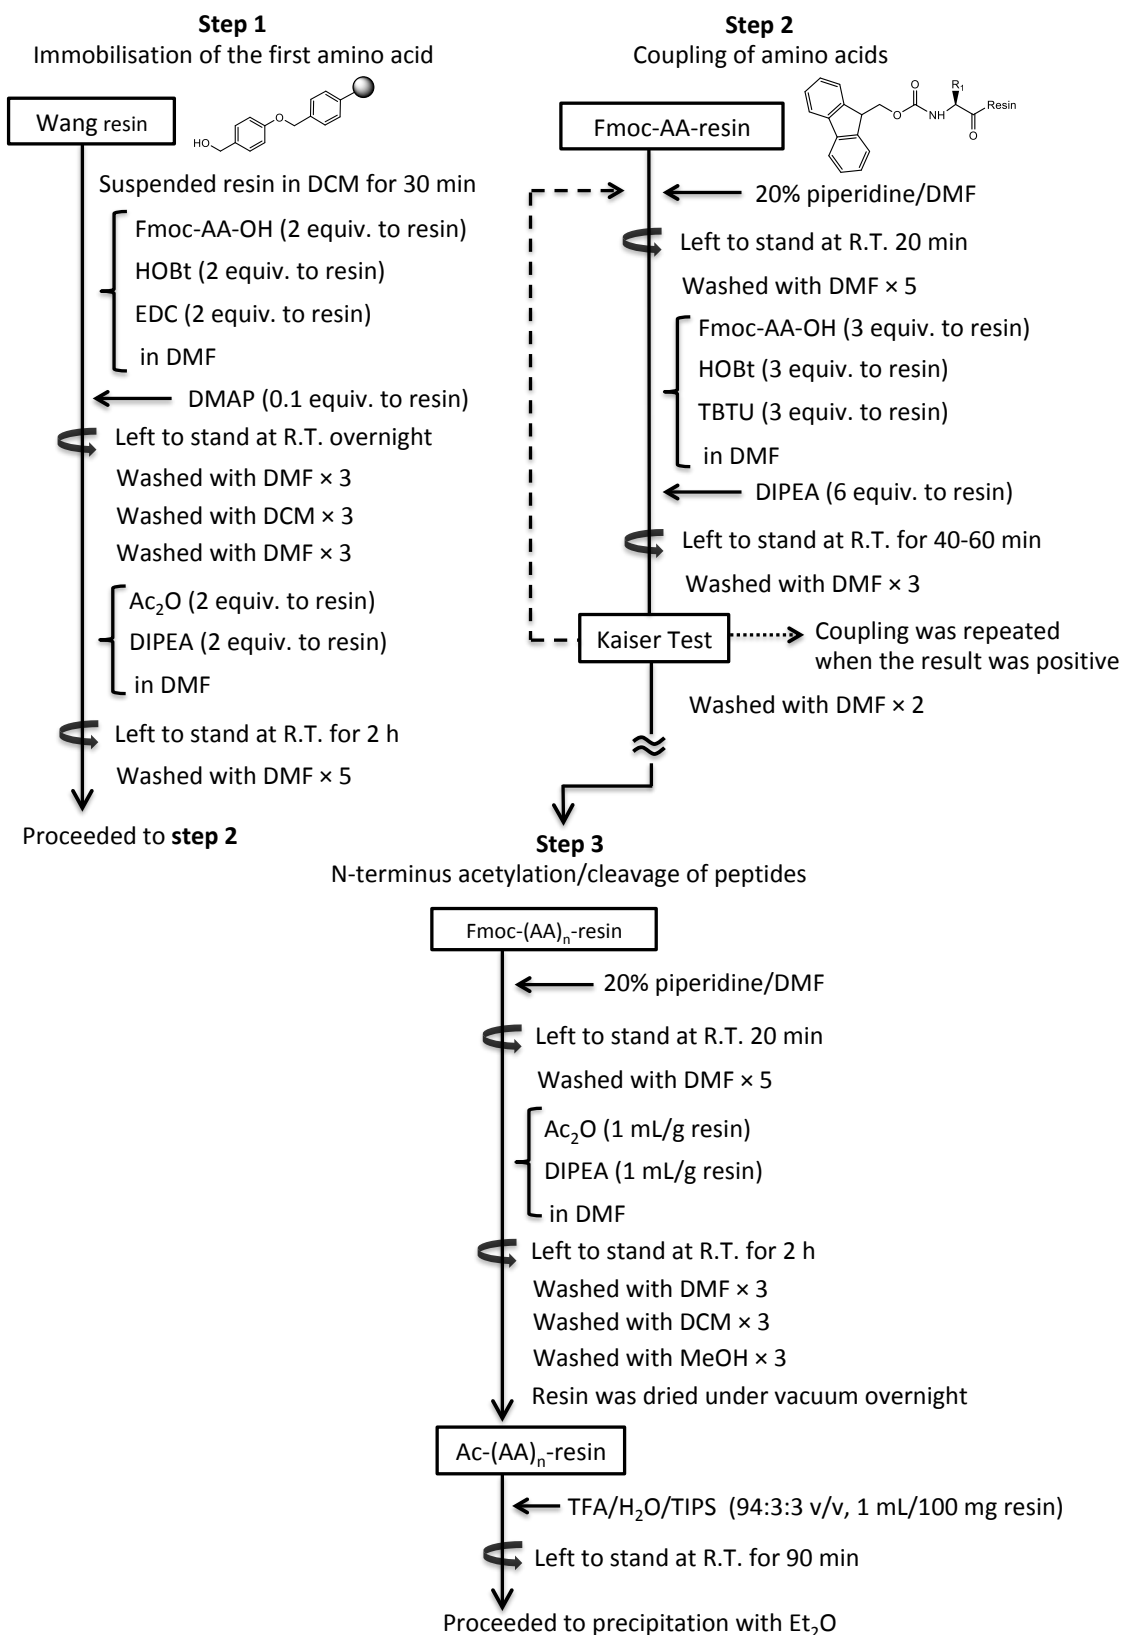 Step 1
Immobilisation of the first amino acid
Wang resin
HO
O
Suspended resin in DCM for 30 min
Fmoc-AA-OH (2 equiv. to resin)
HOBt (2 equiv. to resin)
EDC (2 equiv. to resin)
in DMF
DMAP (0.1 equiv. to resin)
Left to stand at R.T. overnight
Washed with DMF × 3
Washed with DCM × 3
Washed with DMF × 3
Ac₂O (2 equiv. to resin)
DIPEA (2 equiv. to resin)
in DMF
Left to stand at R.T. for 2 h
Washed with DMF × 5
Proceeded to step 2
Step 2
Coupling of amino acids
Fmoc-AA-resin
O
O
NH
R₁
O
Resin
20% piperidine/DMF
Left to stand at R.T. 20 min
Washed with DMF × 5
Fmoc-AA-OH (3 equiv. to resin)
HOBt (3 equiv. to resin)
TBTU (3 equiv. to resin)
in DMF
DIPEA (6 equiv. to resin)
Left to stand at R.T. for 40-60 min
Washed with DMF × 3
Kaiser Test
Coupling was repeated
when the result was positive
Washed with DMF × 2
Step 3
N-terminus acetylation/cleavage of peptides
Fmoc-(AA)ₙ-resin
20% piperidine/DMF
Left to stand at R.T. 20 min
Washed with DMF × 5
Ac₂O (1 mL/g resin)
DIPEA (1 mL/g resin)
in DMF
Left to stand at R.T. for 2 h
Washed with DMF × 3
Washed with DCM × 3
Washed with MeOH × 3
Resin was dried under vacuum overnight
Ac-(AA)ₙ-resin
TFA/H₂O/TIPS (94:3:3 v/v, 1 mL/100 mg resin)
Left to stand at R.T. for 90 min
Proceeded to precipitation with Et₂O